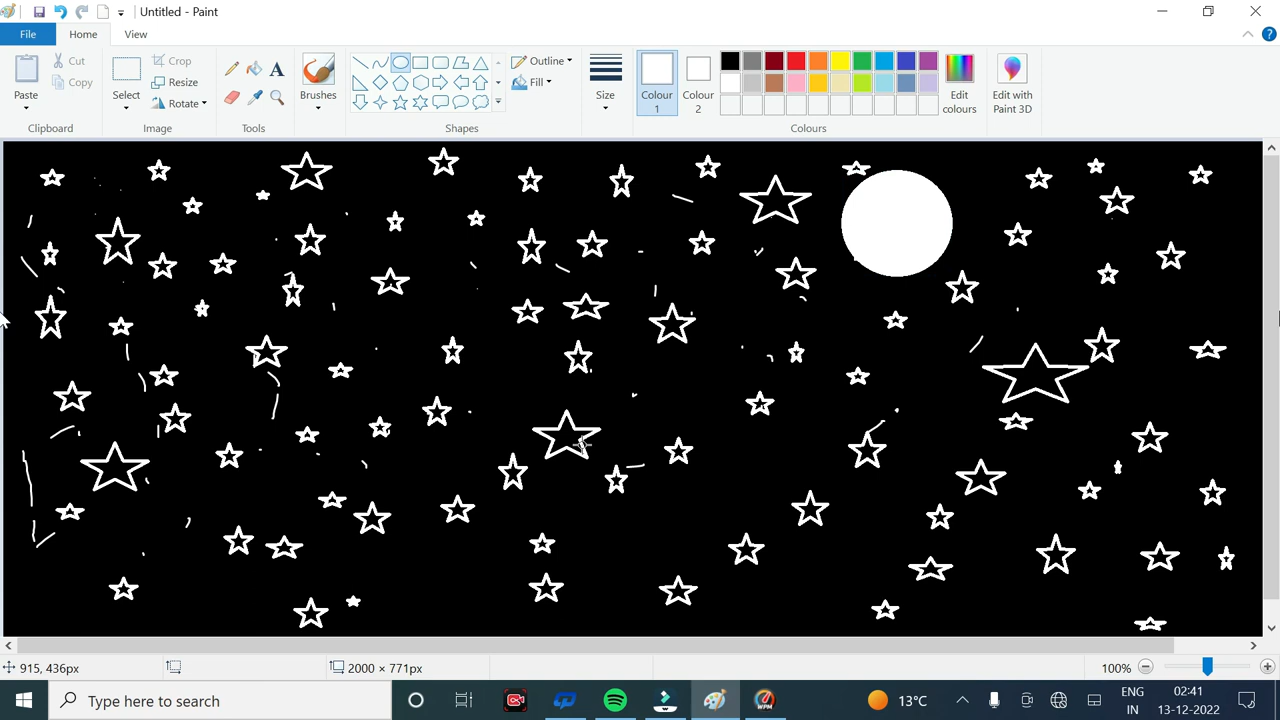 Untitled - Paint
File
Home
View
Paste
Cut
Copy
Clipboard
Select
Crop
Resize
Rotate
Image
Tools
Brushes
Shapes
Outline
Fill
Size
Colour 1
Colour 2
Edit colours
Edit with Paint 3D
Colours
915, 436px
2000 × 771px
100%
Type here to search
WPM
13°C
ENG
IN
02:41
13-12-2022